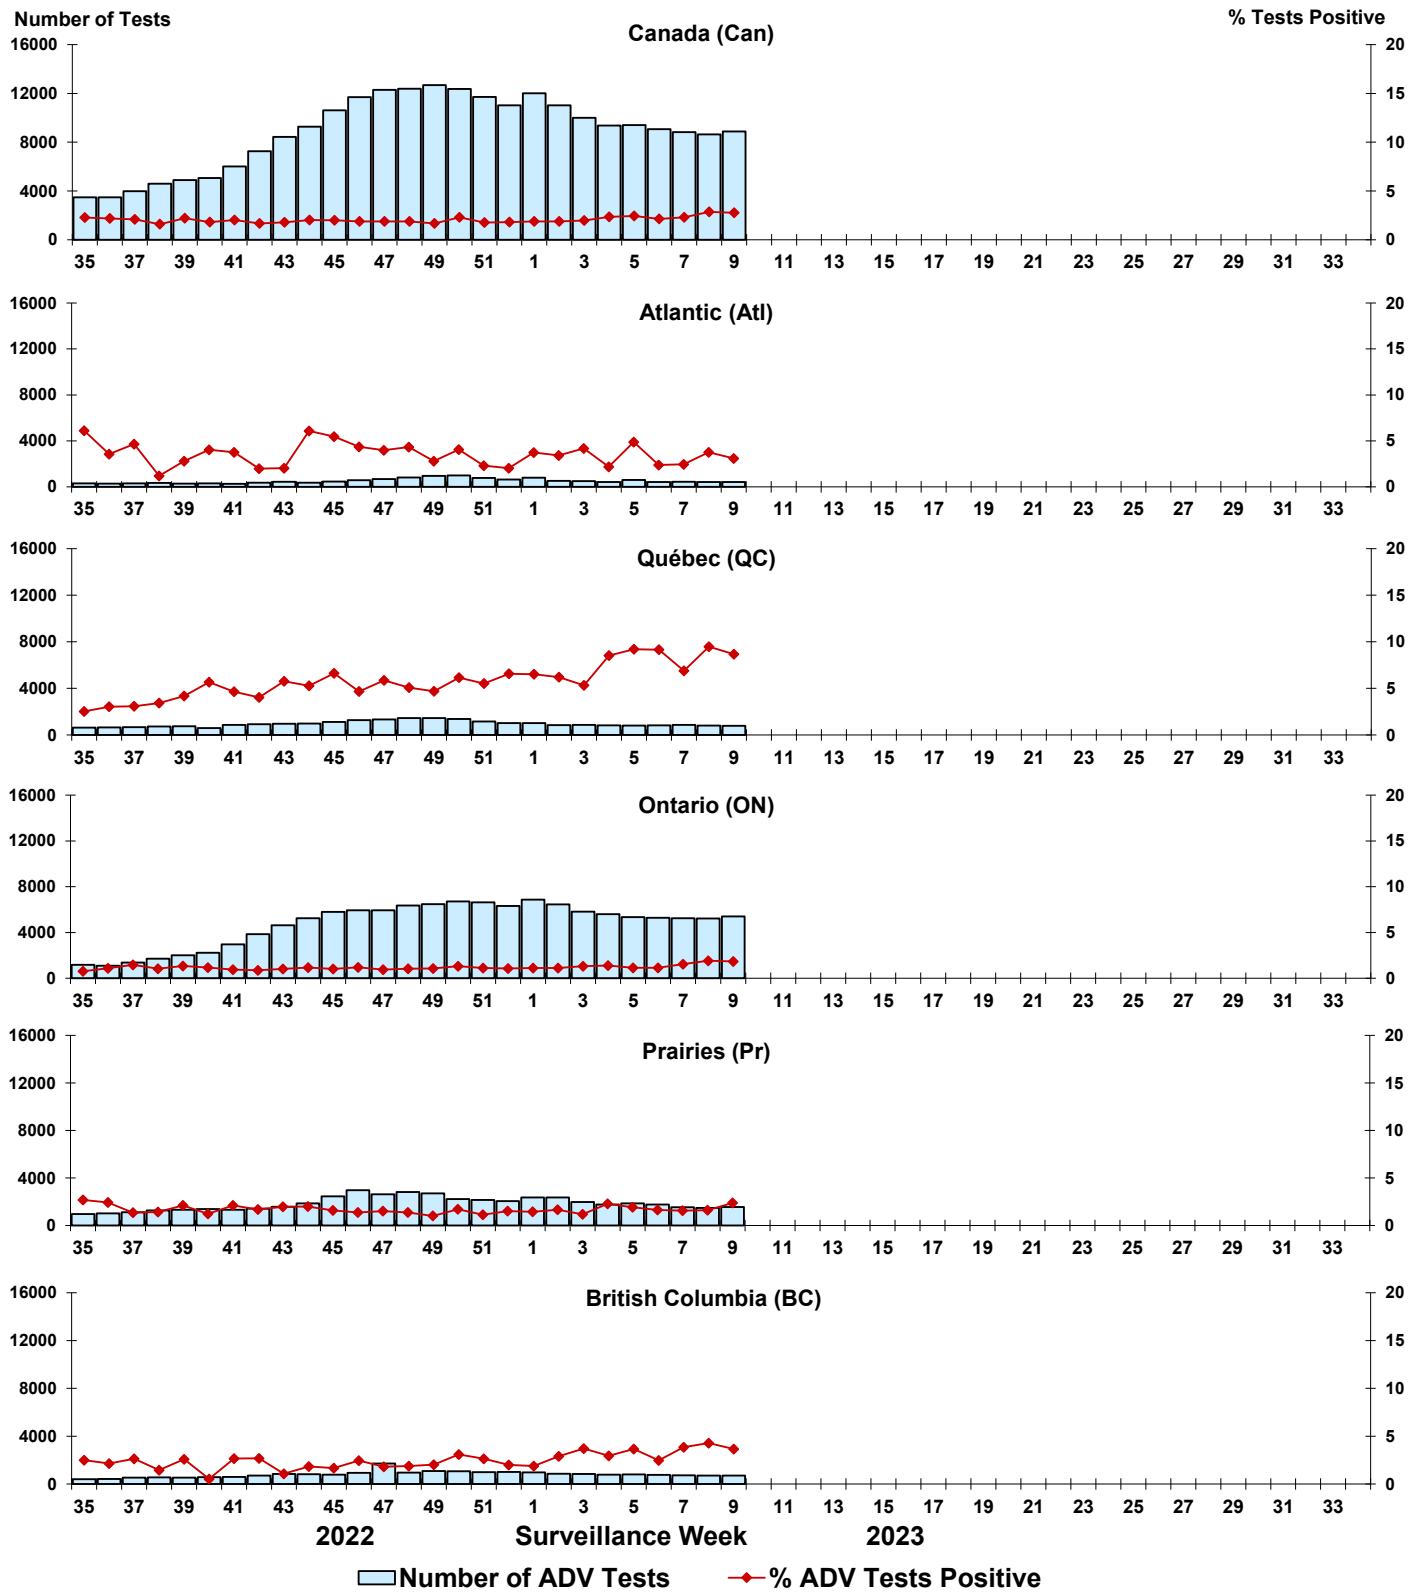 Number of Tests
% Tests Positive
Canada (Can)
16000 20
12000 15
8000 10
4000 5
0 0
35 37 39 41 43 45 47 49 51 1 3 5 7 9 11 13 15 17 19 21 23 25 27 29 31 33
Atlantic (Atl)
16000 20
12000 15
8000 10
4000 5
0 0
35 37 39 41 43 45 47 49 51 1 3 5 7 9 11 13 15 17 19 21 23 25 27 29 31 33
Québec (QC)
16000 20
12000 15
8000 10
4000 5
0 0
35 37 39 41 43 45 47 49 51 1 3 5 7 9 11 13 15 17 19 21 23 25 27 29 31 33
Ontario (ON)
16000 20
12000 15
8000 10
4000 5
0 0
35 37 39 41 43 45 47 49 51 1 3 5 7 9 11 13 15 17 19 21 23 25 27 29 31 33
Prairies (Pr)
16000 20
12000 15
8000 10
4000 5
0 0
35 37 39 41 43 45 47 49 51 1 3 5 7 9 11 13 15 17 19 21 23 25 27 29 31 33
British Columbia (BC)
16000 20
12000 15
8000 10
4000 5
0 0
35 37 39 41 43 45 47 49 51 1 3 5 7 9 11 13 15 17 19 21 23 25 27 29 31 33
2022 Surveillance Week 2023
Number of ADV Tests % ADV Tests Positive